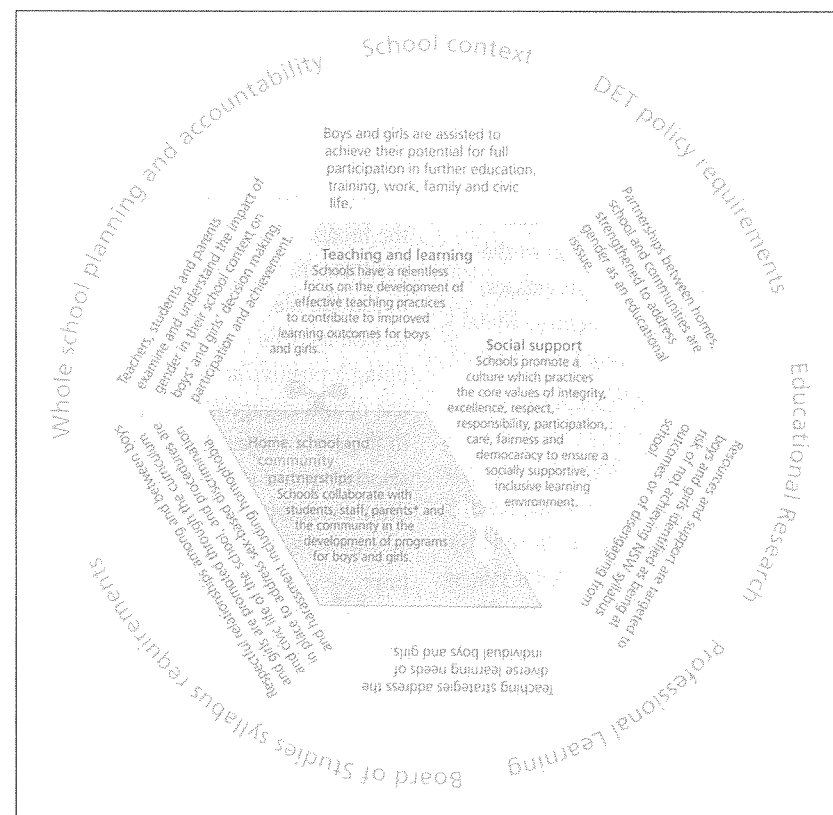 School context
DET policy requirements
Educational Research
Professional Learning
Board of Studies syllabus requirements
Whole school planning and accountability
Boys and girls are assisted to
achieve their potential for full
participation in further education,
training, work, family and civic
life.
Partnerships between homes,
school and communities are
strengthened to address
gender as an educational
issue.
Resources and support are targeted to
boys and girls identified as being at
risk of not achieving NSW syllabus
outcomes or of disengaging from
school
Teaching strategies address the
diverse learning needs of
individual boys and girls.
Respectful relationships among and between boys
and girls are promoted through the curriculum
and civic life of the school, and procedures are
in place to address sex-based discrimination
and harassment including homophobia
Teachers, students and parents
examine and understand the impact of
gender in their school context on
boys' and girls' decision making,
participation and achievement.
Teaching and learning
Schools have a relentless
focus on the development of
effective teaching practices
to contribute to improved
learning outcomes for boys
and girls.
Social support
Schools promote a
culture which practices
the core values of integrity,
excellence, respect,
responsibility, participation,
care, fairness and
demoracaty to ensure a
socially supportive,
inclusive learning
environment.
Home, school and
community
partnerships
Schools collaborate with
students, staff, parents* and
the community in the
development of programs
for boys and girls.